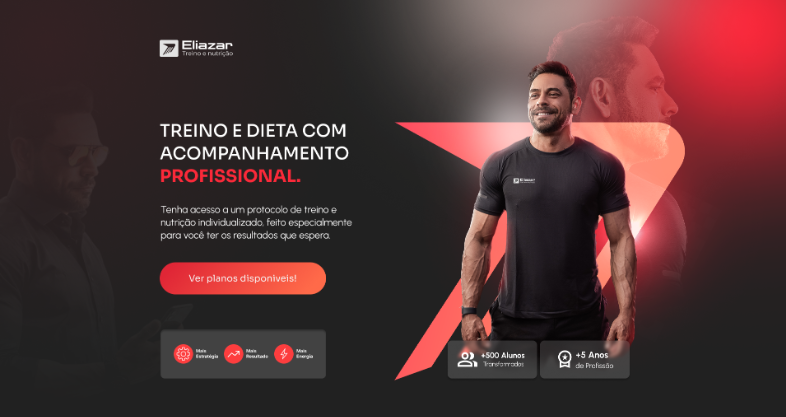 Eliazar
Treino e nutrição
TREINO E DIETA COM
ACOMPANHAMENTO
PROFISSIONAL.
Tenha acesso a um protocolo de treino e
nutrição individualizado, feito especialmente
para você ter os resultados que espera.
Ver planos disponíveis!
Mais
Estratégia
Mais
Resultado
Mais
Energia
Eliazar
+500 Alunos
Transformados
+5 Anos
de Profissão